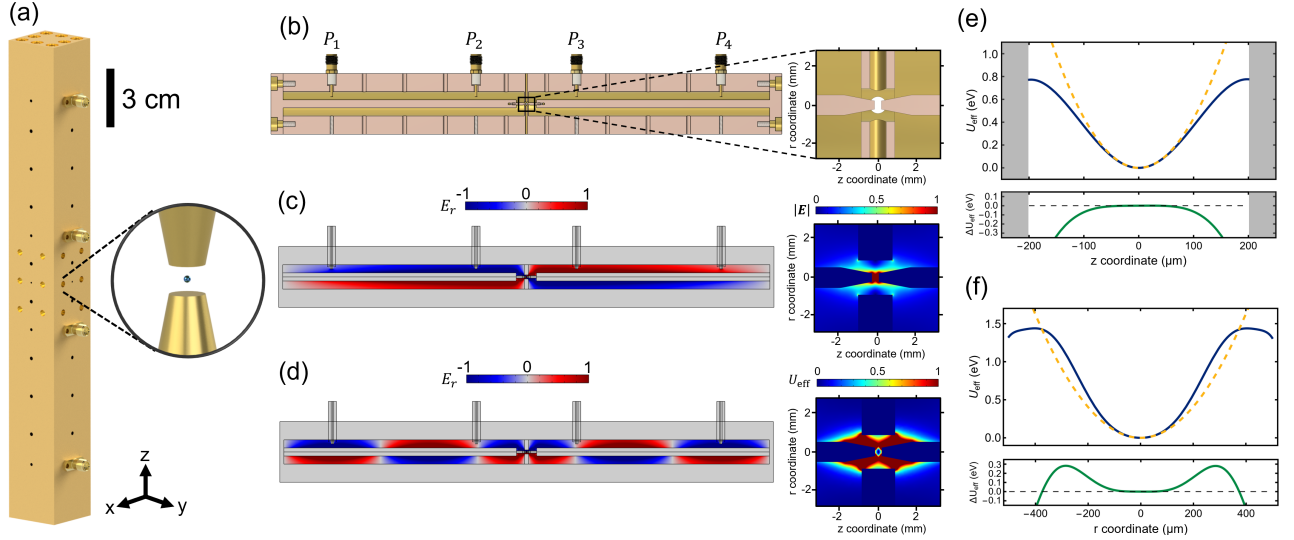 (a)
3 cm
z
x
y
(b)
P1
P2
P3
P4
r coordinate (mm)
2
0
-2
-2
0
2
z coordinate (mm)
(c)
-1
0
1
Er
0
0.5
1
|E|
r coordinate (mm)
2
0
-2
-2
0
2
z coordinate (mm)
(d)
-1
0
1
Er
0
0.5
1
Ueff
r coordinate (mm)
2
0
-2
-2
0
2
z coordinate (mm)
(e)
Ueff (eV)
1.0
0.8
0.6
0.4
0.2
0.0
ΔUeff (eV)
0.1
0.0
−0.1
−0.2
−0.3
−200
−100
0
100
200
z coordinate (μm)
(f)
Ueff (eV)
1.5
1.0
0.5
0.0
ΔUeff (eV)
0.3
0.2
0.1
0.0
−0.1
−400
−200
0
200
400
r coordinate (μm)